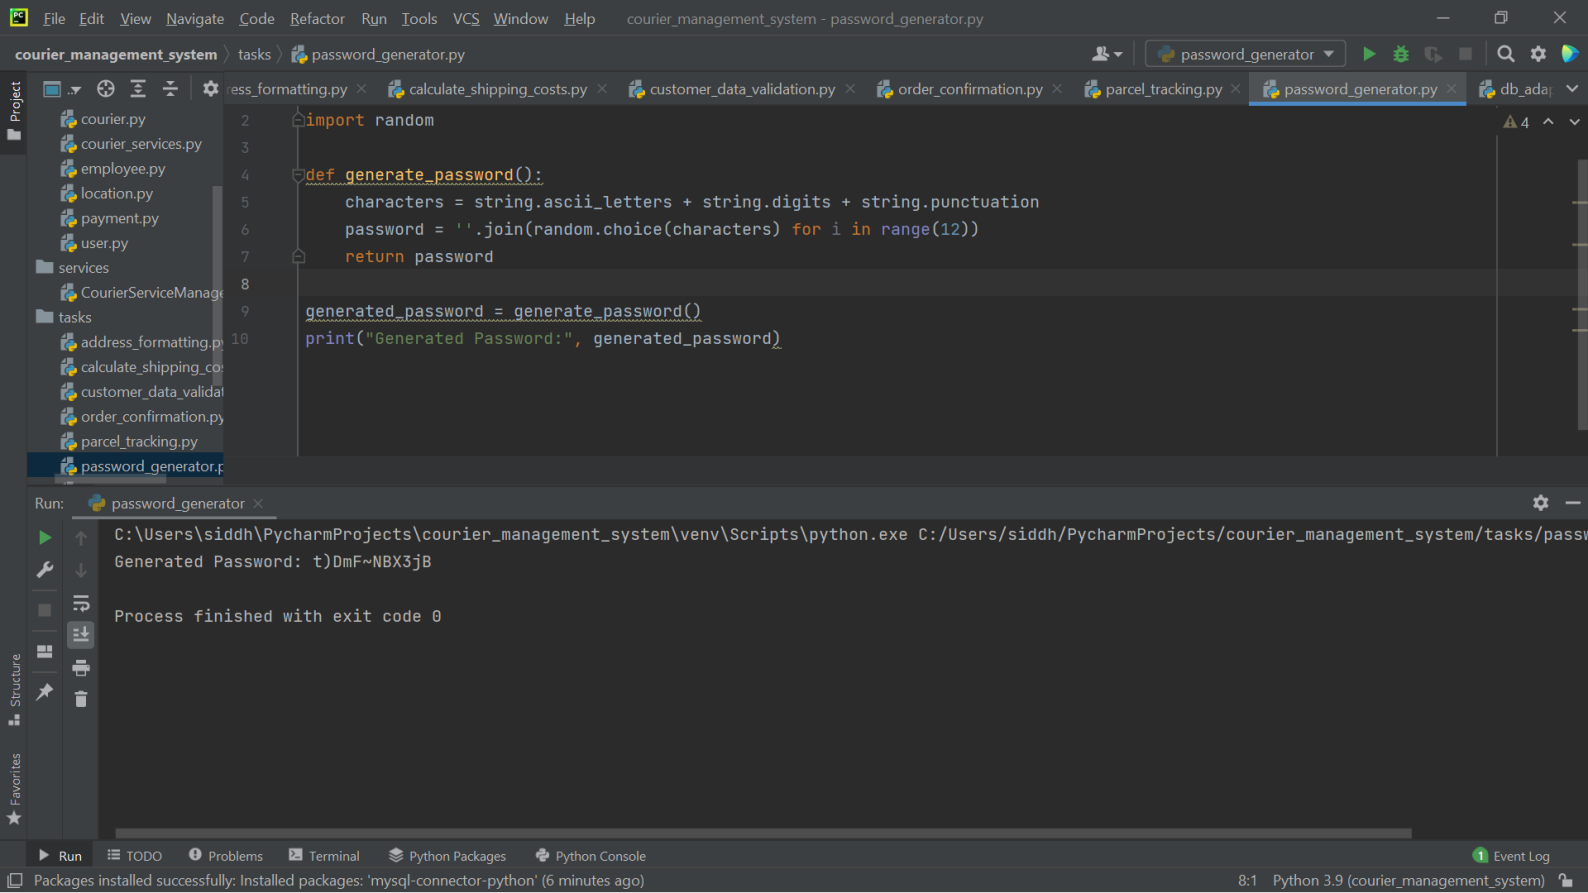 PC File Edit View Navigate Code Refactor Run Tools VCS Window Help courier_management_system - password_generator.py
courier_management_system tasks password_generator.py password_generator
Project
ess_formatting.py calculate_shipping_costs.py customer_data_validation.py order_confirmation.py parcel_tracking.py password_generator.py db_ada
courier.py
courier_services.py
employee.py
location.py
payment.py
user.py
services
CourierServiceManage
tasks
address_formatting.py
calculate_shipping_co
customer_data_validat
order_confirmation.py
parcel_tracking.py
password_generator.p
4
2 import random
3
4 def generate_password():
5 characters = string.ascii_letters + string.digits + string.punctuation
6 password = ''.join(random.choice(characters) for i in range(12))
7 return password
8
9 generated_password = generate_password()
10 print("Generated Password:", generated_password)
Run: password_generator
C:\Users\siddh\PycharmProjects\courier_management_system\venv\Scripts\python.exe C:/Users/siddh/PycharmProjects/courier_management_system/tasks/passw
Generated Password: t)DmF~NBX3jB
Process finished with exit code 0
Structure
Favorites
Run TODO Problems Terminal Python Packages Python Console 1 Event Log
Packages installed successfully: Installed packages: 'mysql-connector-python' (6 minutes ago) 8:1 Python 3.9 (courier_management_system)